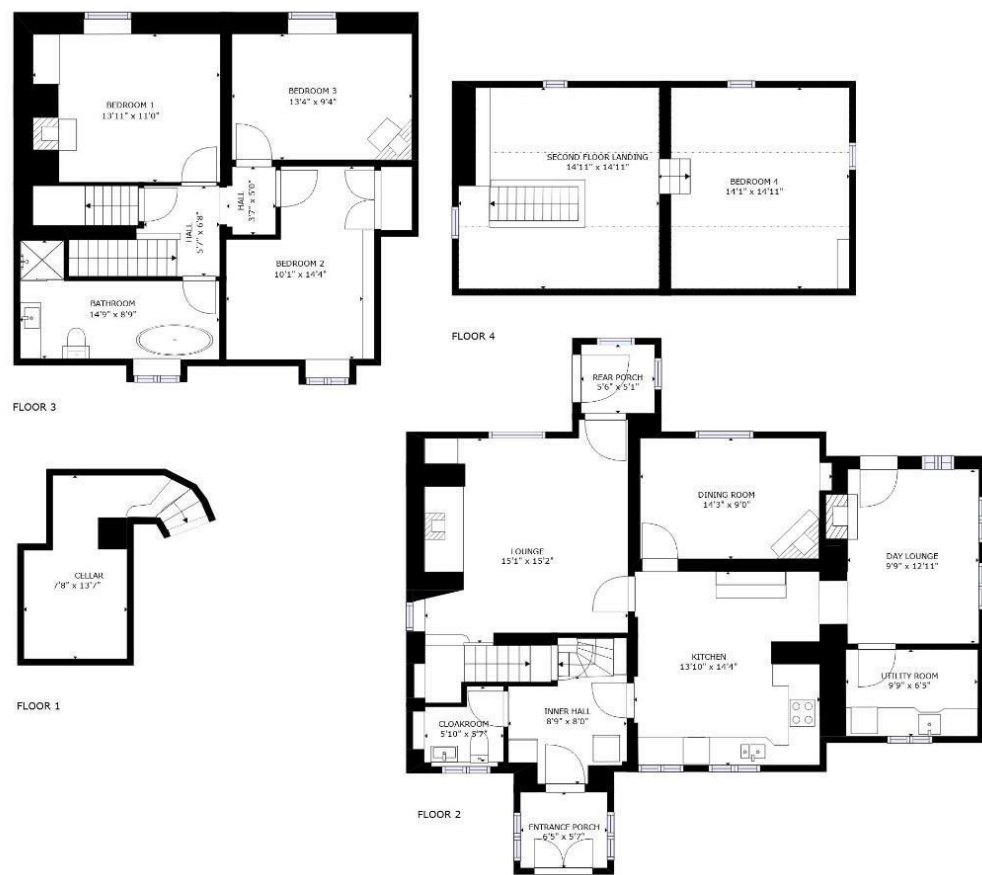 BEDROOM 1
13'11" x 11'0"
BEDROOM 3
13'4" x 9'4"
HALL
3'7" x 5'0"
HALL
5'7" x 6'8"
BEDROOM 2
10'1" x 14'4"
BATHROOM
14'9" x 8'9"
FLOOR 3
SECOND FLOOR LANDING
14'11" x 14'11"
BEDROOM 4
14'1" x 14'11"
FLOOR 4
CELLAR
7'8" x 13'7"
FLOOR 1
REAR PORCH
5'6" x 5'1"
LOUNGE
15'1" x 15'2"
DINING ROOM
14'3" x 9'0"
DAY LOUNGE
9'9" x 12'11"
KITCHEN
13'10" x 14'4"
UTILITY ROOM
9'9" x 6'5"
INNER HALL
8'9" x 8'0"
CLOAKROOM
5'10" x 5'7"
ENTRANCE PORCH
6'5" x 5'7"
FLOOR 2